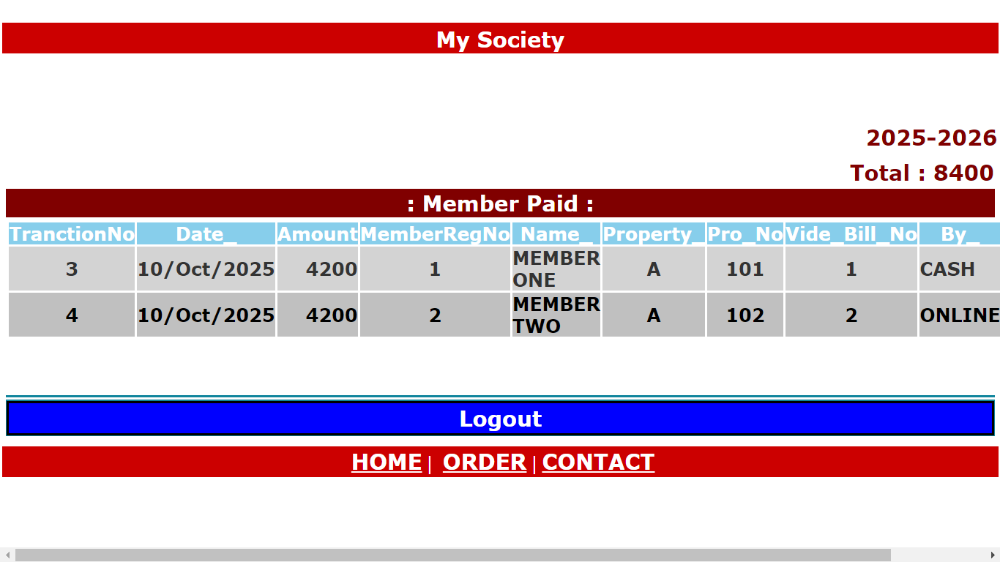 My Society
2025-2026
Total : 8400
: Member Paid :
TranctionNo Date_ Amount MemberRegNo Name_ Property_ Pro_No Vide_Bill_No By_
3 10/Oct/2025 4200 1 MEMBER ONE A 101 1 CASH
4 10/Oct/2025 4200 2 MEMBER TWO A 102 2 ONLINE
Logout
HOME | ORDER | CONTACT